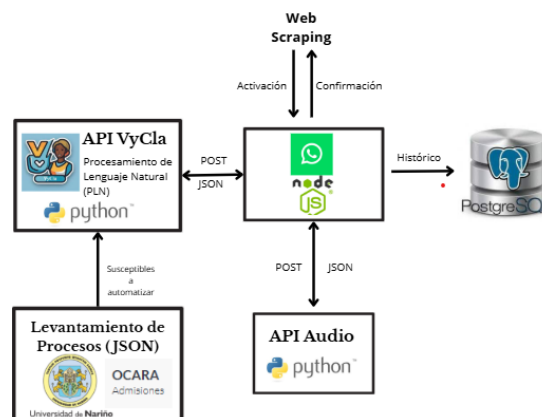 Web
Scraping
Activación
Confirmación
API VyCla
Procesamiento de
Lenguaje Natural
(PLN)
python
POST
JSON
node
JS
Histórico
PostgreSQ
Susceptibles
a
automatizar
POST JSON
Levantamiento de
Procesos (JSON)
OCARA
Admisiones
Universidad de Nariño
API Audio
python